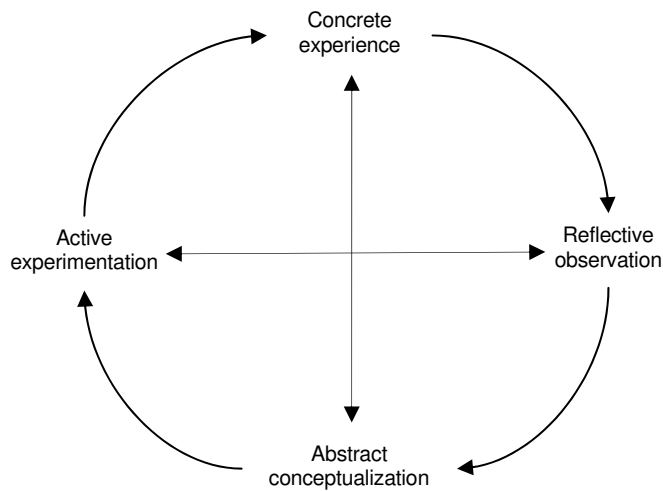 Concrete
experience
Active
experimentation
Reflective
observation
Abstract
conceptualization